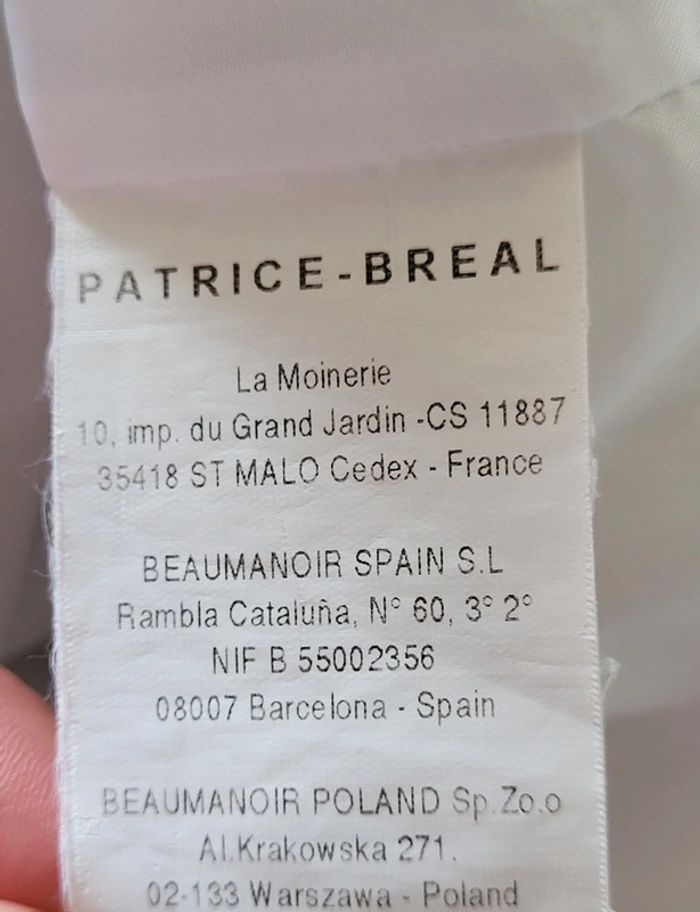 PATRICE-BREAL
La Moinerie
10, imp. du Grand Jardin -CS 11887
35418 ST MALO Cedex - France
BEAUMANOIR SPAIN S.L
Rambla Cataluña, N° 60, 3° 2°
NIF B 55002356
08007 Barcelona - Spain
BEAUMANOIR POLAND Sp.Zo.o
Al.Krakowska 271.
02-133 Warszawa - Poland